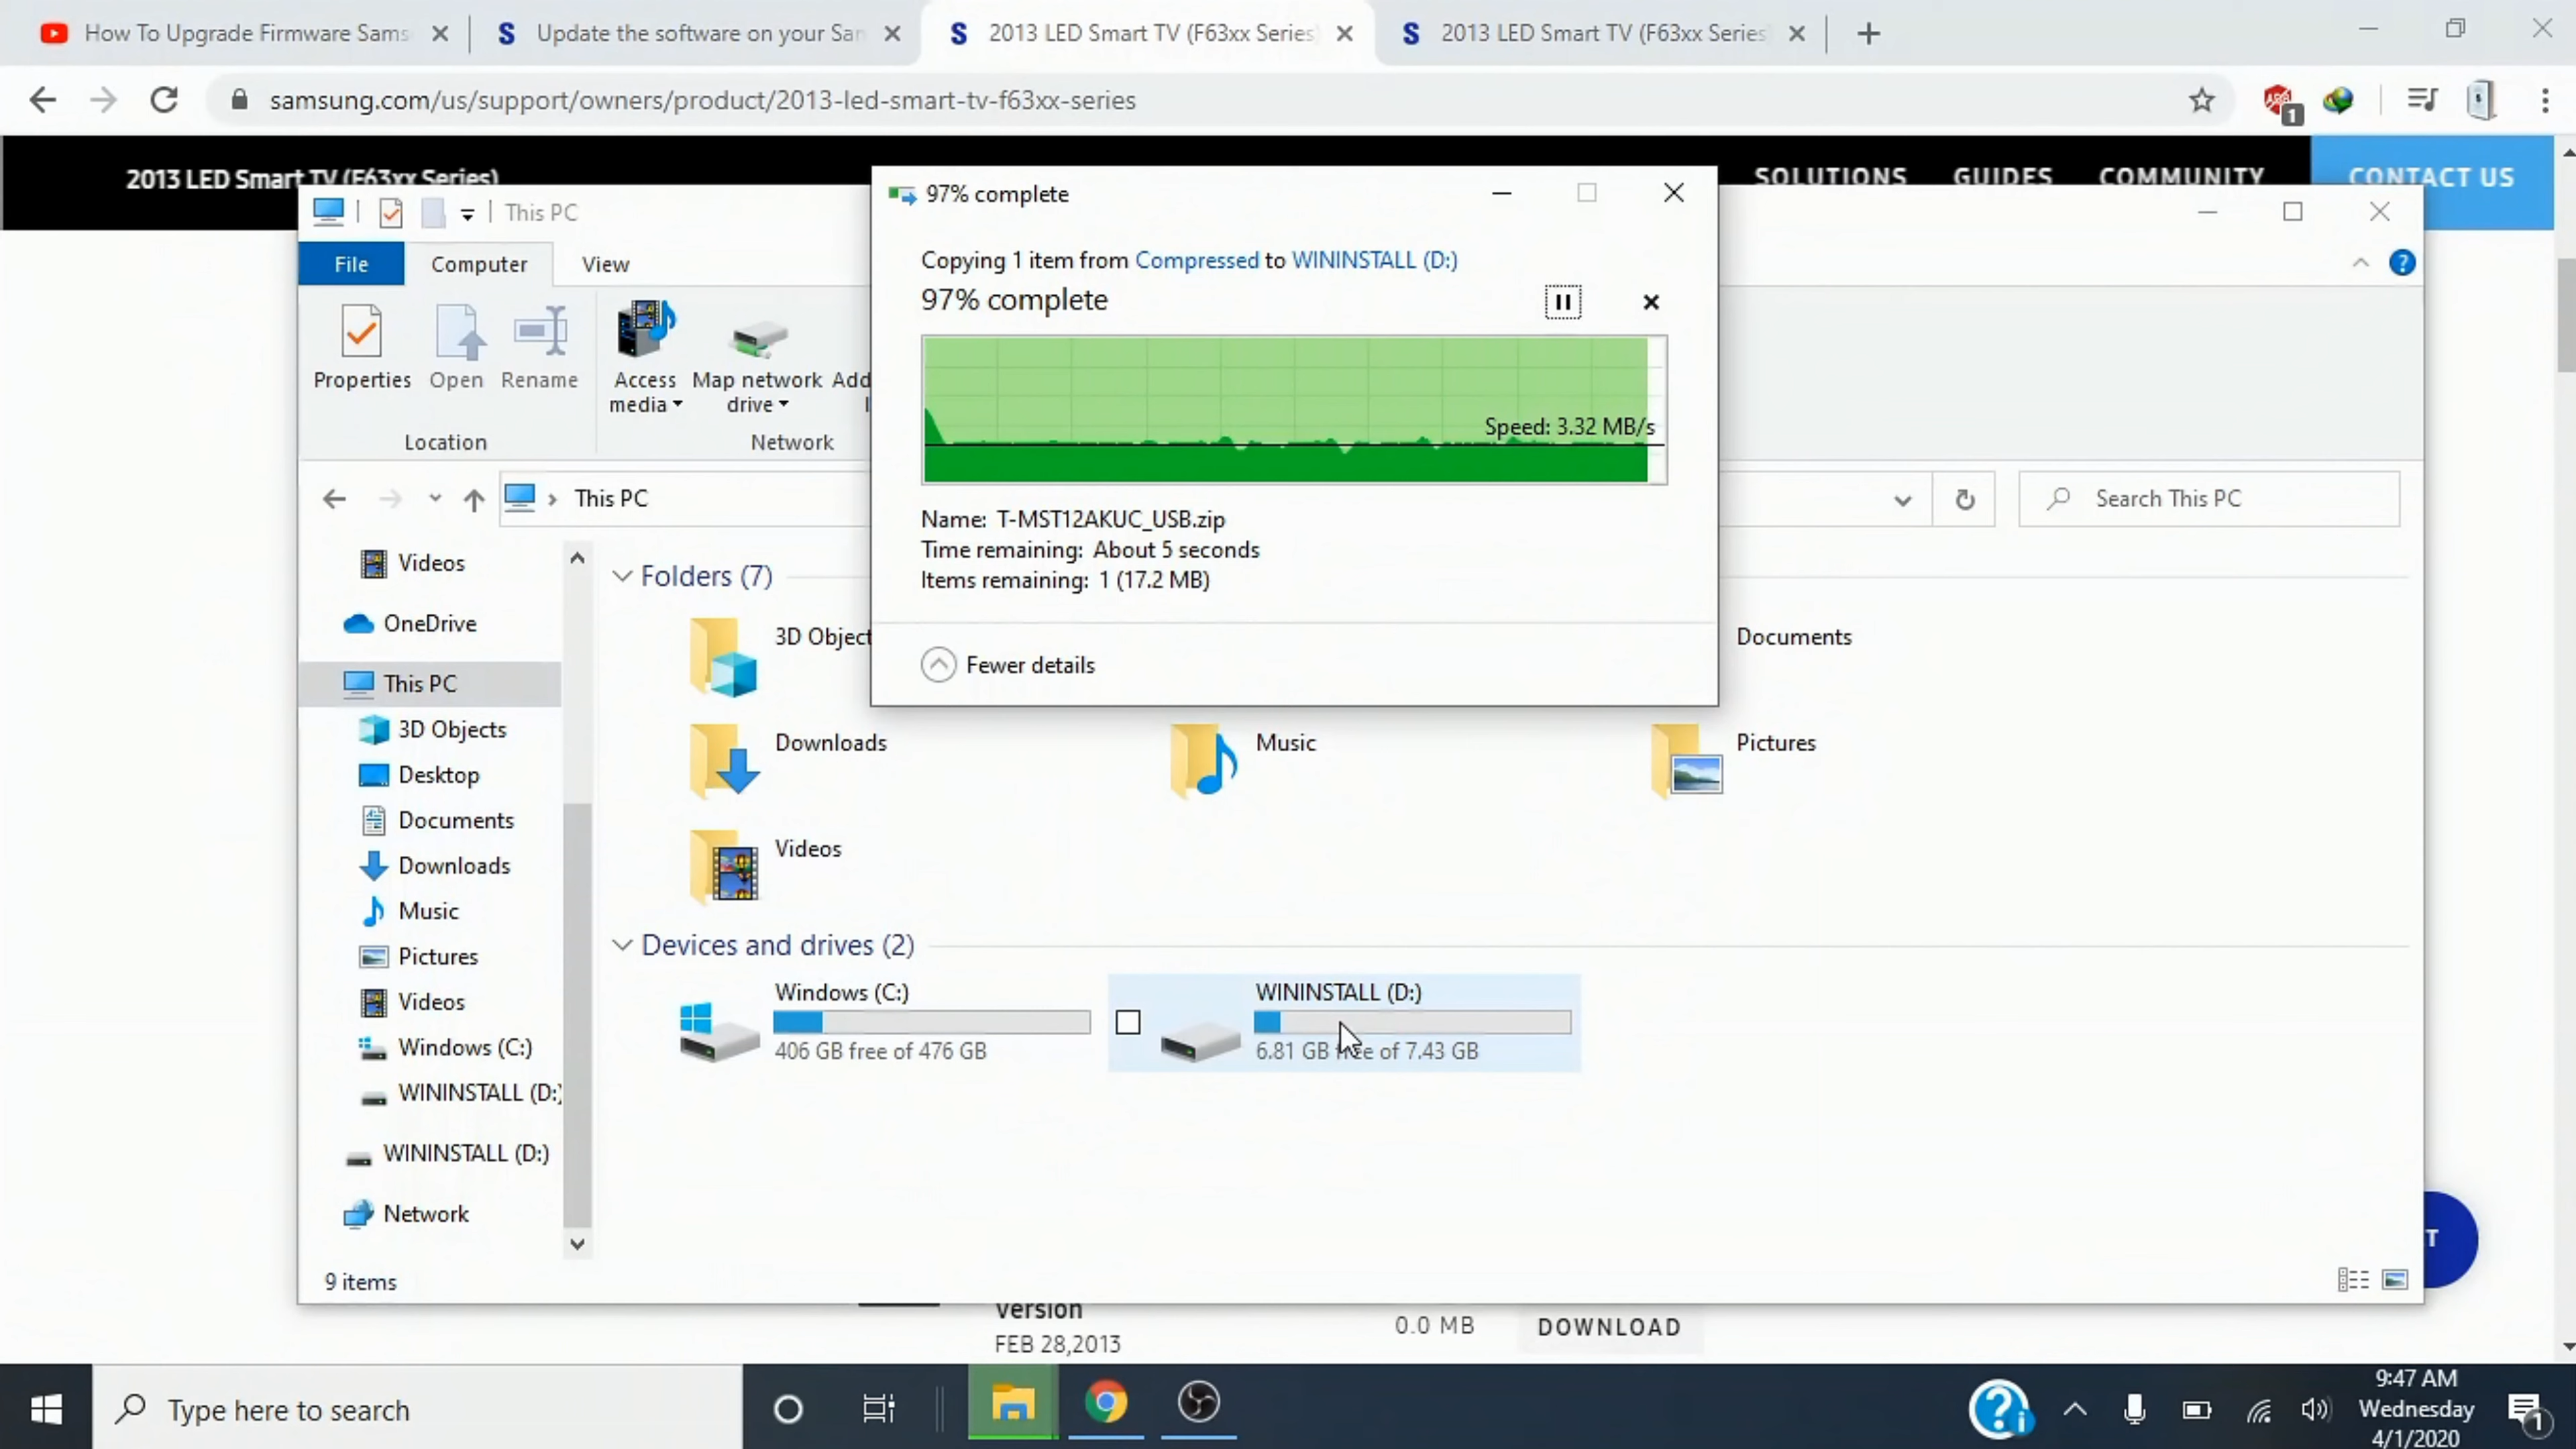 How To Upgrade Firmware Sams
Update the software on your San
2013 LED Smart TV (F63xx Series)
2013 LED Smart TV (F63xx Series)
samsung.com/us/support/owners/product/2013-led-smart-tv-f63xx-series
1
2013 LED Smart TV (F63xx Series)
SOLUTIONS
GUIDES
COMMUNITY
CONTACT US
This PC
File
Computer
View
Properties
Open
Rename
Access media
Map network drive
Add
Location
Network
97% complete
Copying 1 item from Compressed to WININSTALL (D:)
97% complete
Speed: 3.32 MB/s
Name: T-MST12AKUC_USB.zip
Time remaining: About 5 seconds
Items remaining: 1 (17.2 MB)
Fewer details
This PC
Search This PC
Videos
OneDrive
This PC
3D Objects
Desktop
Documents
Downloads
Music
Pictures
Videos
Windows (C:)
WININSTALL (D:)
WININSTALL (D:)
Network
Folders (7)
3D Object
Documents
Downloads
Music
Pictures
Videos
Devices and drives (2)
Windows (C:)
406 GB free of 476 GB
WININSTALL (D:)
6.81 GB free of 7.43 GB
9 items
T
Version
FEB 28,2013
0.0 MB
DOWNLOAD
Type here to search
9:47 AM
Wednesday
4/1/2020
1